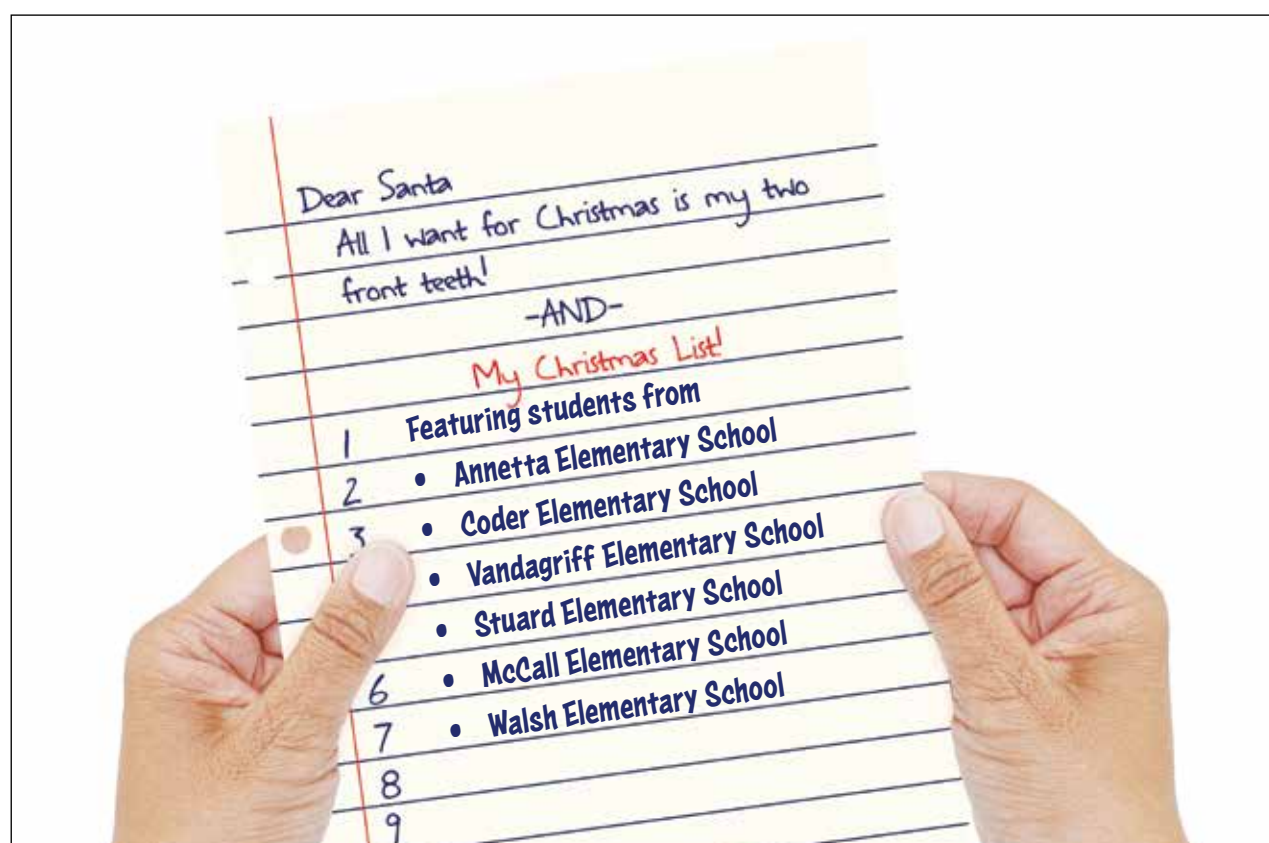 Dear Santa
All I want for Christmas is my two
front teeth!
-AND-
My Christmas List!
1 Featuring students from
2 • Annetta Elementary School
3 • Coder Elementary School
• Vandagriff Elementary School
• Stuard Elementary School
6 • McCall Elementary School
7 • Walsh Elementary School
8
9